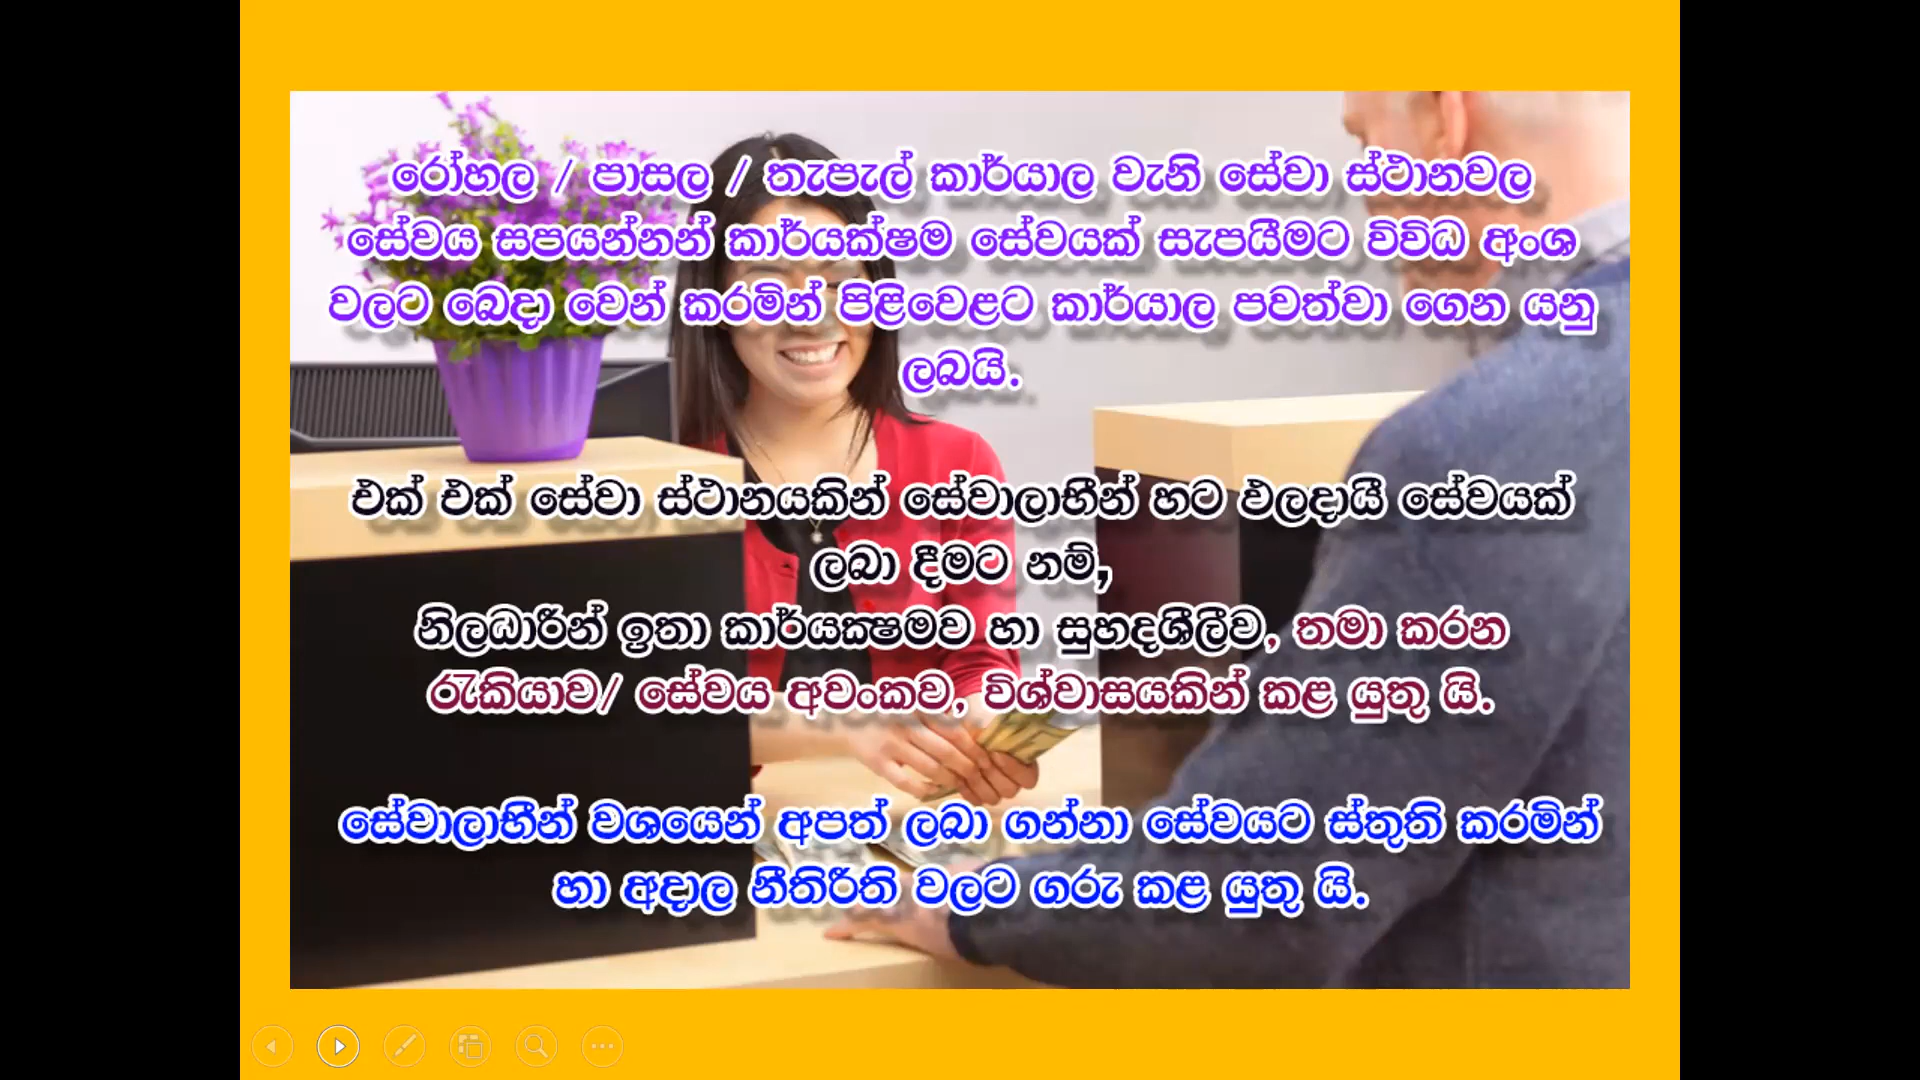 රෝහල / පාසල / තැපැල් කාර්යාල වැනි සේවා ස්ථානවල
සේවය සපයන්නන් කාර්යක්ෂම සේවයක් සැපයීමට විවිධ අංශ
වලට බෙදා වෙන් කරමින් පිළිවෙළට කාර්යාල පවත්වා ගෙන යනු
ලබයි.
එක් එක් සේවා ස්ථානයකින් සේවාලාභීන් හට ඵලදායී සේවයක්
ලබා දීමට නම්,
නිලධාරීන් ඉතා කාර්යක්‍ෂමව හා සුහදශීලීව, තමා කරන
රැකියාව/ සේවය අවංකව, විශ්වාසයකින් කළ යුතු යි.
සේවාලාභීන් වශයෙන් අපත් ලබා ගන්නා සේවයට ස්තුති කරමින්
හා අදාල නීතිරීති වලට ගරු කළ යුතු යි.